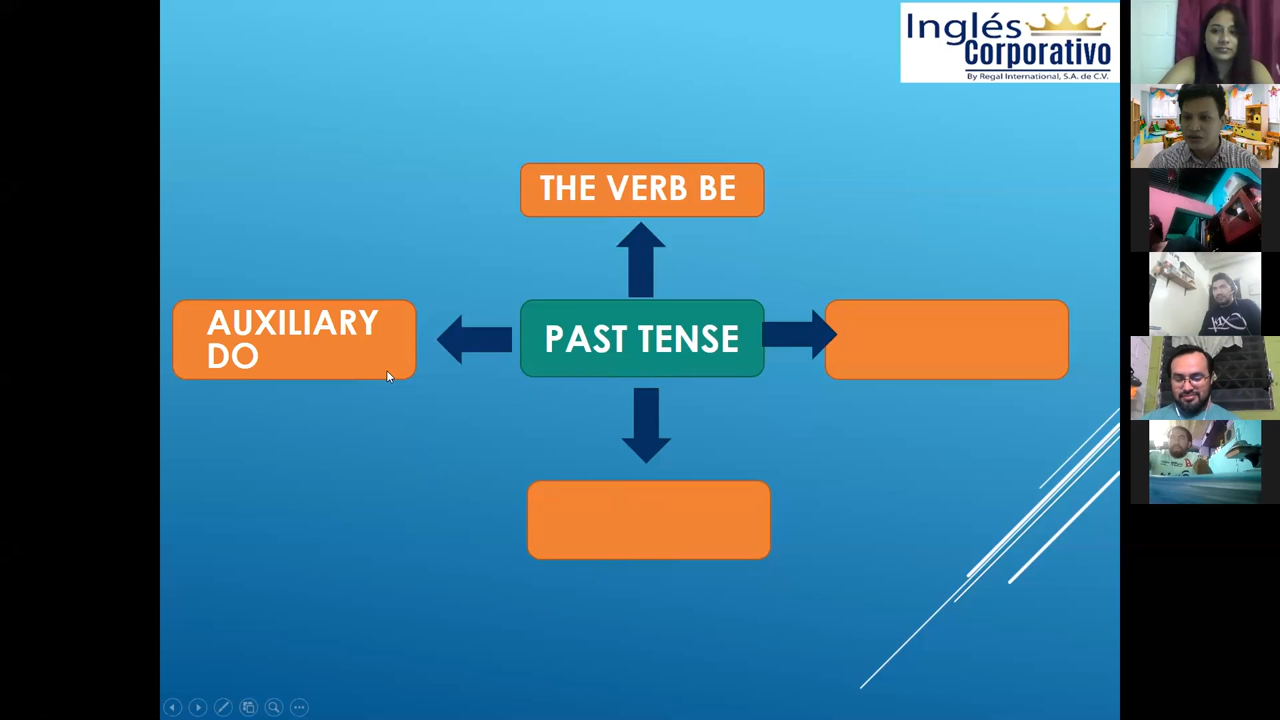 Inglés
Corporativo
By Regal International, S.A. de C.V.
THE VERB BE
AUXILIARY
DO
PAST TENSE